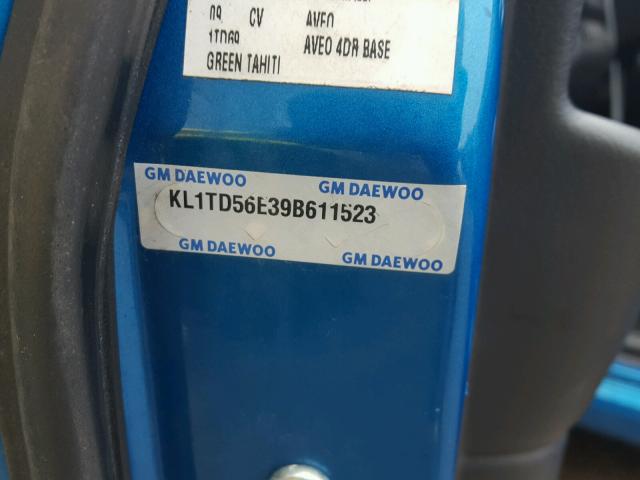 09 CV AVEO
1TD69 AVEO 4DR BASE
GREEN TAHITI
GM DAEWOO GM DAEWOO
KL1TD56E39B611523
GM DAEWOO GM DAEWOO